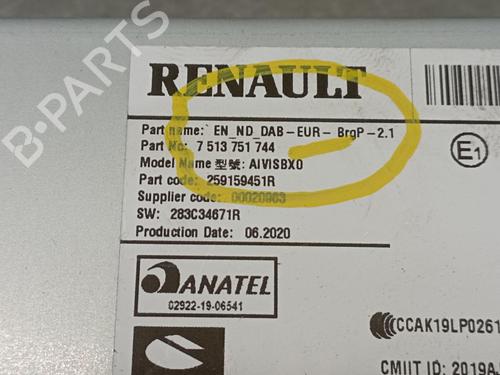 B-PARTS
RENAULT
Part name: EN_ND_DAB-EUR- BrgP-2.1
Part No: 7 513 751 744
Model Name 型號: AIVISBX0
Part code: 259159451R
Supplier code: 00020963
SW: 283C34671R
Production Date: 06.2020
E1
ANATEL
02922-19-06541
CCAK19LP0261
CMIIT ID: 2019A